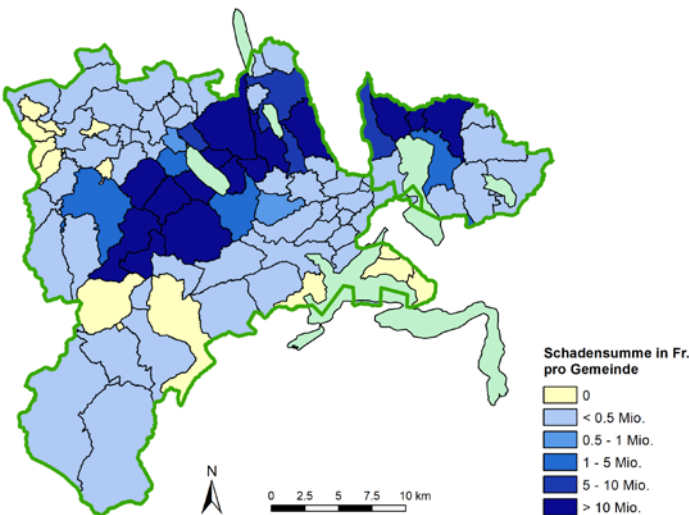 Schadensumme in Fr.
pro Gemeinde
0
< 0.5 Mio.
0.5 - 1 Mio.
1 - 5 Mio.
5 - 10 Mio.
> 10 Mio.
N
0 2.5 5 7.5 10 km